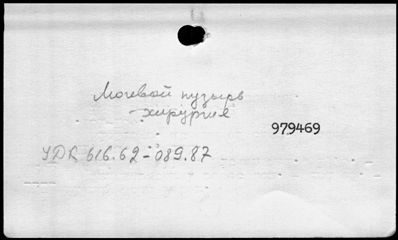 Мочевой пузырь
хирургия
979469
УДК 616.62-089.87